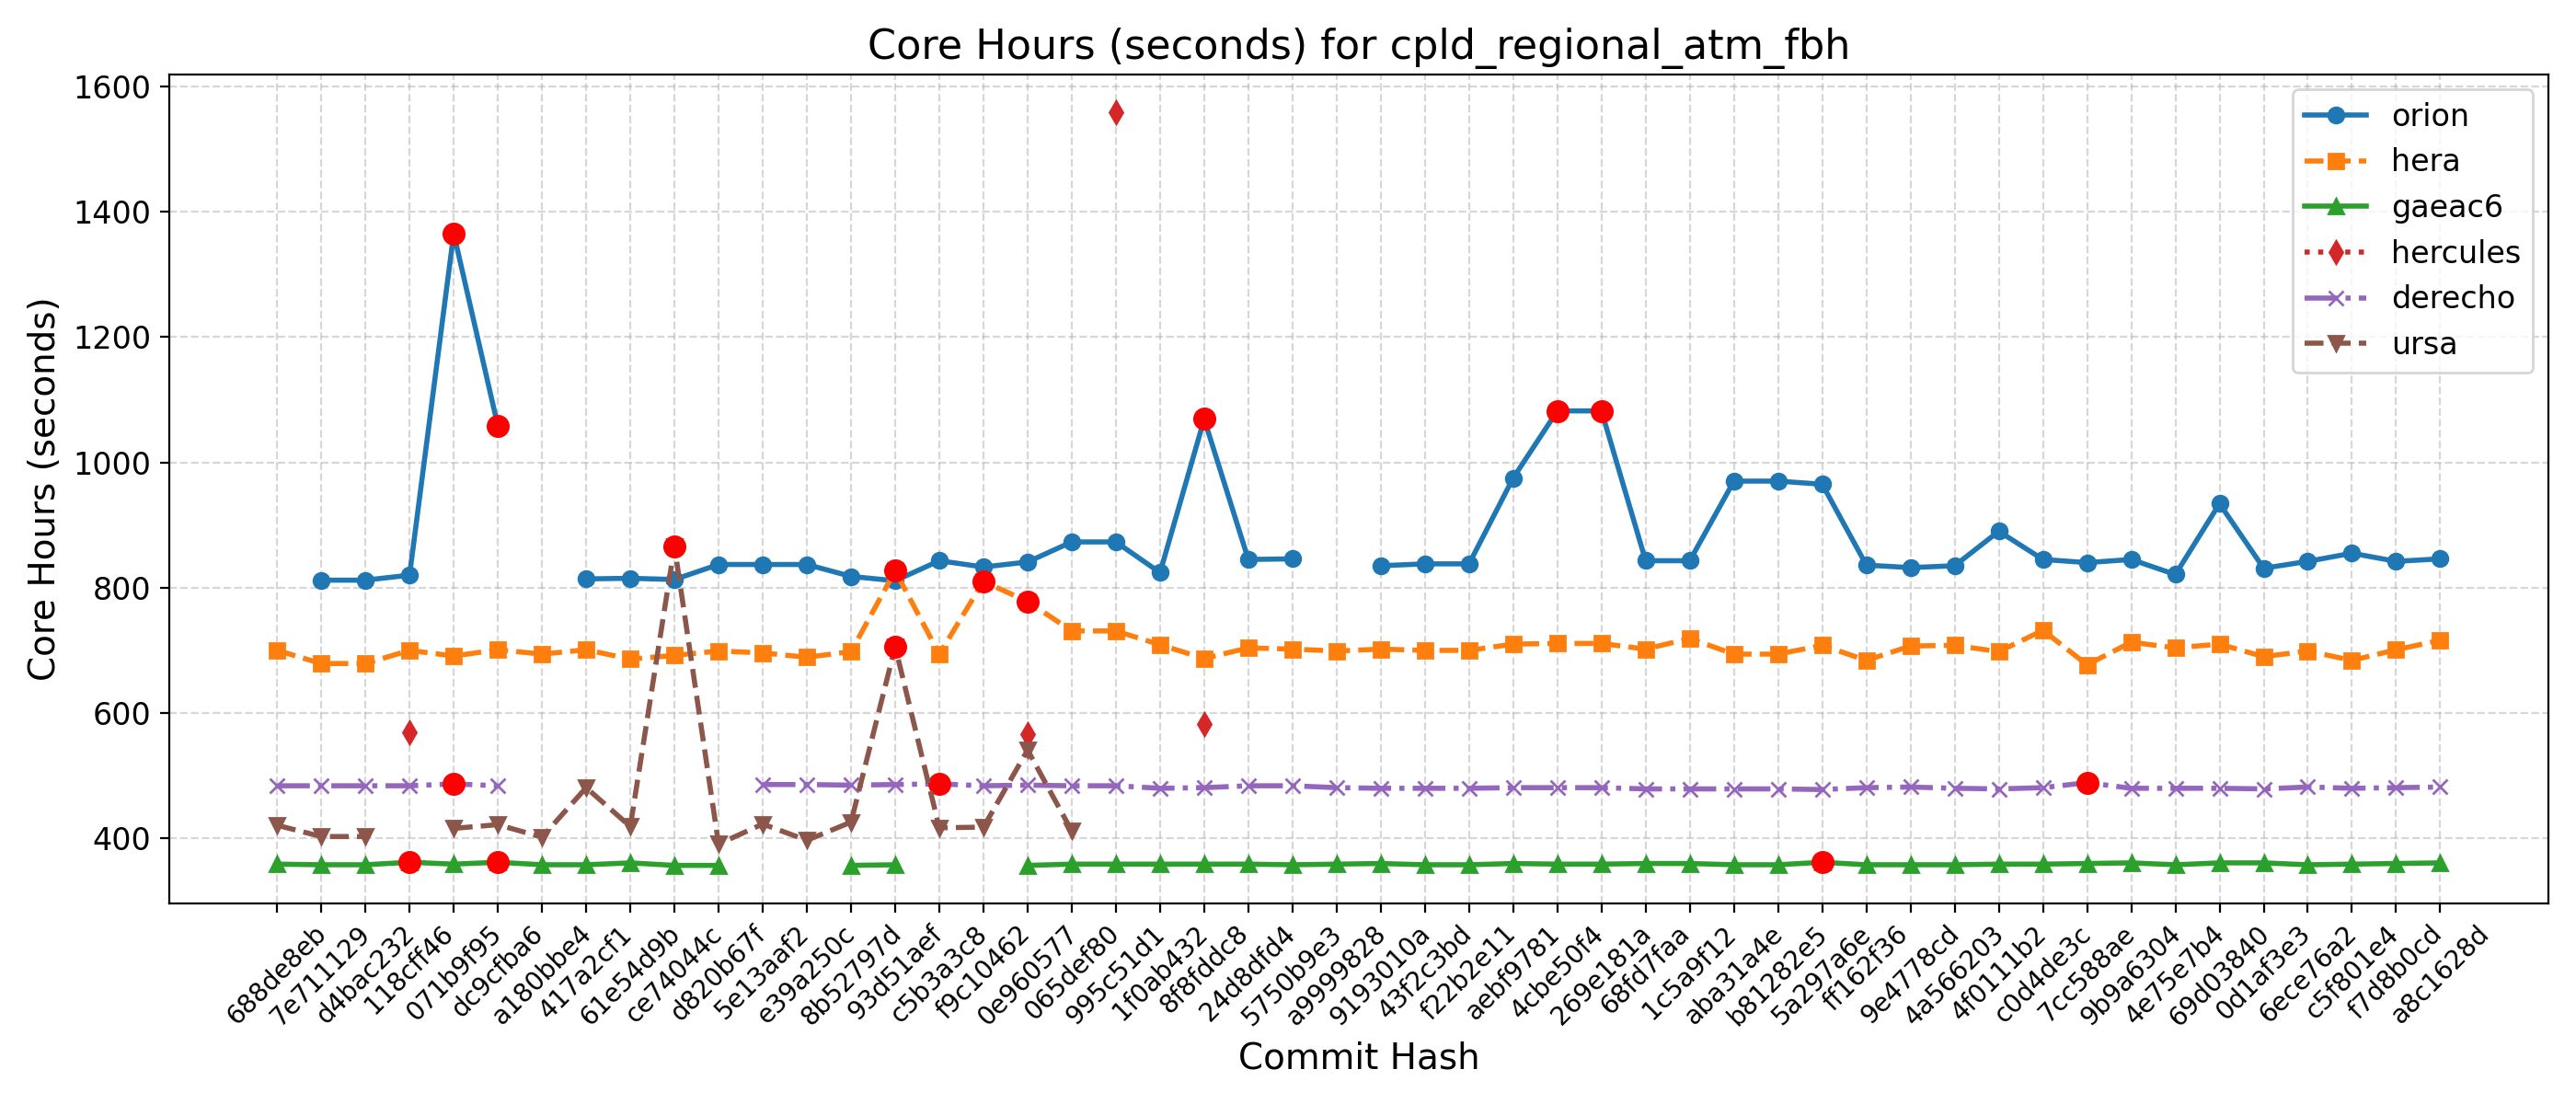 Core Hours (seconds) for cpld_regional_atm_fbh
Core Hours (seconds)
1600
1400
1200
1000
800
600
400
orion
hera
gaeac6
hercules
derecho
ursa
688de8eb
7e711129
d4bac232
118cff46
071b9f95
dc9cfba6
a180bbe4
417a2cf1
61e54d9b
ce74044c
d820b67f
5e13aaf2
e39a250c
8b52797d
93d51aef
c5b3a3c8
f9c10462
0e960577
065def80
995c51d1
1f0ab432
8f8fddc8
24d8dfd4
5750b9e3
a9999828
9193010a
43f2c3bd
f22b2e11
aebf9781
4cbe50f4
269e181a
68fd7faa
1c5a9f12
aba31a4e
b81282e5
5a297a6e
ff162f36
9e4778cd
4a566203
4f0111b2
c0d4de3c
7cc588ae
9b9a6304
4e75e7b4
69d03840
0d1af3e3
6ece76a2
c5f801e4
f7d8b0cd
a8c1628d
Commit Hash